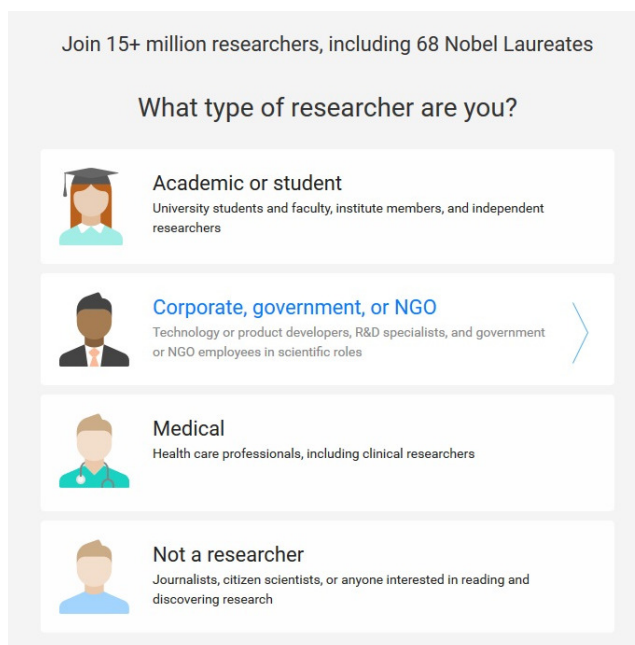 Join 15+ million researchers, including 68 Nobel Laureates
What type of researcher are you?
Academic or student
University students and faculty, institute members, and independent
researchers
Corporate, government, or NGO
Technology or product developers, R&D specialists, and government
or NGO employees in scientific roles
Medical
Health care professionals, including clinical researchers
Not a researcher
Journalists, citizen scientists, or anyone interested in reading and
discovering research